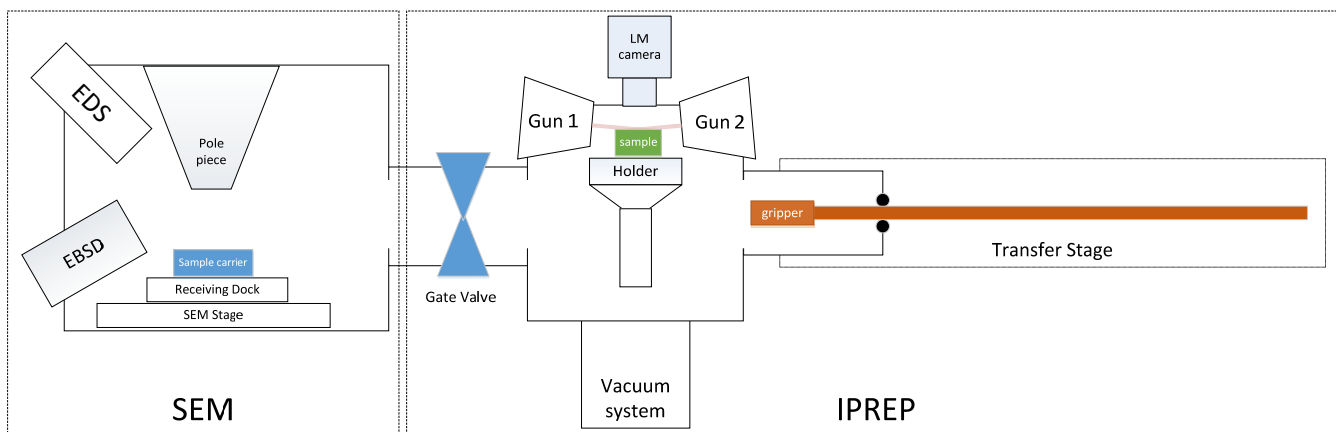 EDS
Pole
piece
EBSD
Sample carrier
Receiving Dock
SEM Stage
SEM
Gate Valve
LM
camera
Gun 1
Gun 2
sample
Holder
gripper
Transfer Stage
Vacuum
system
IPREP